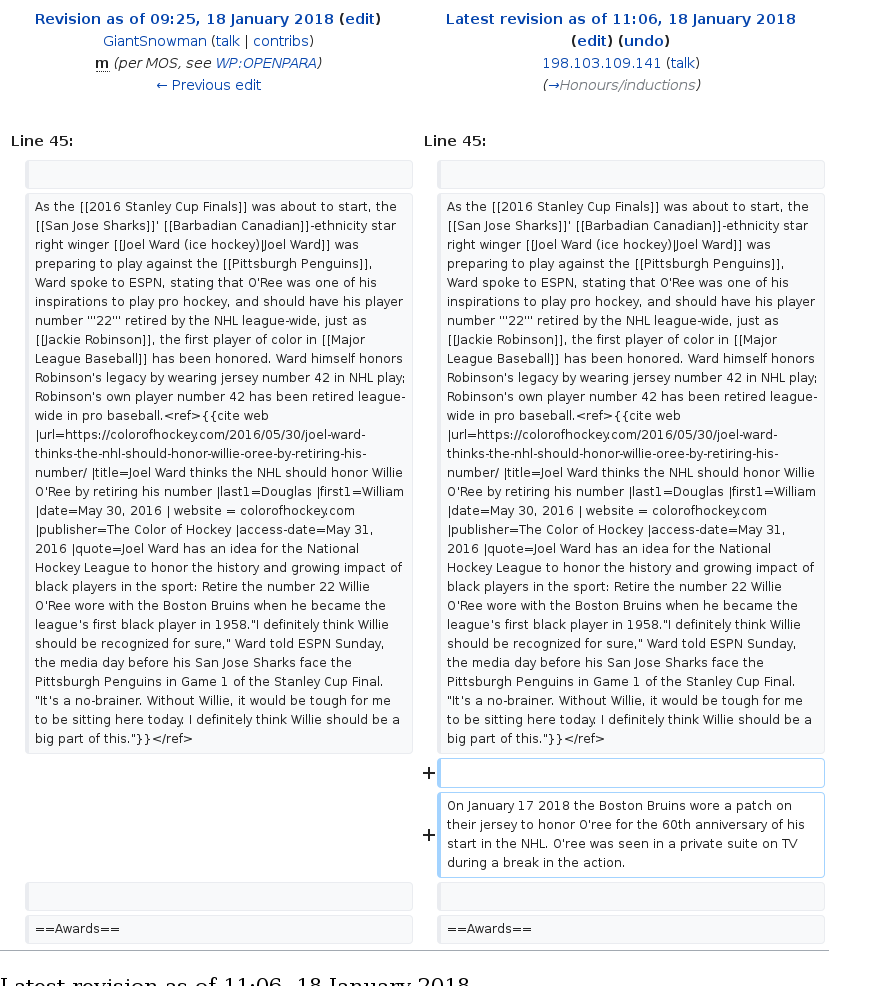 Revision as of 09:25, 18 January 2018 (edit)
GiantSnowman (talk | contribs)
m (per MOS, see WP:OPENPARA)
← Previous edit
Latest revision as of 11:06, 18 January 2018
(edit) (undo)
198.103.109.141 (talk)
(→Honours/inductions)
Line 45:
Line 45:
As the [[2016 Stanley Cup Finals]] was about to start, the
[[San Jose Sharks]]' [[Barbadian Canadian]]-ethnicity star
right winger [[Joel Ward (ice hockey)|Joel Ward]] was
preparing to play against the [[Pittsburgh Penguins]],
Ward spoke to ESPN, stating that O'Ree was one of his
inspirations to play pro hockey, and should have his player
number '''22''' retired by the NHL league-wide, just as
[[Jackie Robinson]], the first player of color in [[Major
League Baseball]] has been honored. Ward himself honors
Robinson's legacy by wearing jersey number 42 in NHL play;
Robinson's own player number 42 has been retired league-
wide in pro baseball.<ref>{{cite web
|url=https://colorofhockey.com/2016/05/30/joel-ward-
thinks-the-nhl-should-honor-willie-oree-by-retiring-his-
number/ |title=Joel Ward thinks the NHL should honor Willie
O'Ree by retiring his number |last1=Douglas |first1=William
|date=May 30, 2016 | website = colorofhockey.com
|publisher=The Color of Hockey |access-date=May 31,
2016 |quote=Joel Ward has an idea for the National
Hockey League to honor the history and growing impact of
black players in the sport: Retire the number 22 Willie
O'Ree wore with the Boston Bruins when he became the
league's first black player in 1958."I definitely think Willie
should be recognized for sure," Ward told ESPN Sunday,
the media day before his San Jose Sharks face the
Pittsburgh Penguins in Game 1 of the Stanley Cup Final.
"It's a no-brainer. Without Willie, it would be tough for me
to be sitting here today. I definitely think Willie should be a
big part of this."}}</ref>
As the [[2016 Stanley Cup Finals]] was about to start, the
[[San Jose Sharks]]' [[Barbadian Canadian]]-ethnicity star
right winger [[Joel Ward (ice hockey)|Joel Ward]] was
preparing to play against the [[Pittsburgh Penguins]],
Ward spoke to ESPN, stating that O'Ree was one of his
inspirations to play pro hockey, and should have his player
number '''22''' retired by the NHL league-wide, just as
[[Jackie Robinson]], the first player of color in [[Major
League Baseball]] has been honored. Ward himself honors
Robinson's legacy by wearing jersey number 42 in NHL play;
Robinson's own player number 42 has been retired league-
wide in pro baseball.<ref>{{cite web
|url=https://colorofhockey.com/2016/05/30/joel-ward-
thinks-the-nhl-should-honor-willie-oree-by-retiring-his-
number/ |title=Joel Ward thinks the NHL should honor Willie
O'Ree by retiring his number |last1=Douglas |first1=William
|date=May 30, 2016 | website = colorofhockey.com
|publisher=The Color of Hockey |access-date=May 31,
2016 |quote=Joel Ward has an idea for the National
Hockey League to honor the history and growing impact of
black players in the sport: Retire the number 22 Willie
O'Ree wore with the Boston Bruins when he became the
league's first black player in 1958."I definitely think Willie
should be recognized for sure," Ward told ESPN Sunday,
the media day before his San Jose Sharks face the
Pittsburgh Penguins in Game 1 of the Stanley Cup Final.
"It's a no-brainer. Without Willie, it would be tough for me
to be sitting here today. I definitely think Willie should be a
big part of this."}}</ref>
+
+
On January 17 2018 the Boston Bruins wore a patch on
their jersey to honor O'ree for the 60th anniversary of his
start in the NHL. O'ree was seen in a private suite on TV
during a break in the action.
==Awards==
==Awards==
Latest revision as of 11:06, 18 January 2018